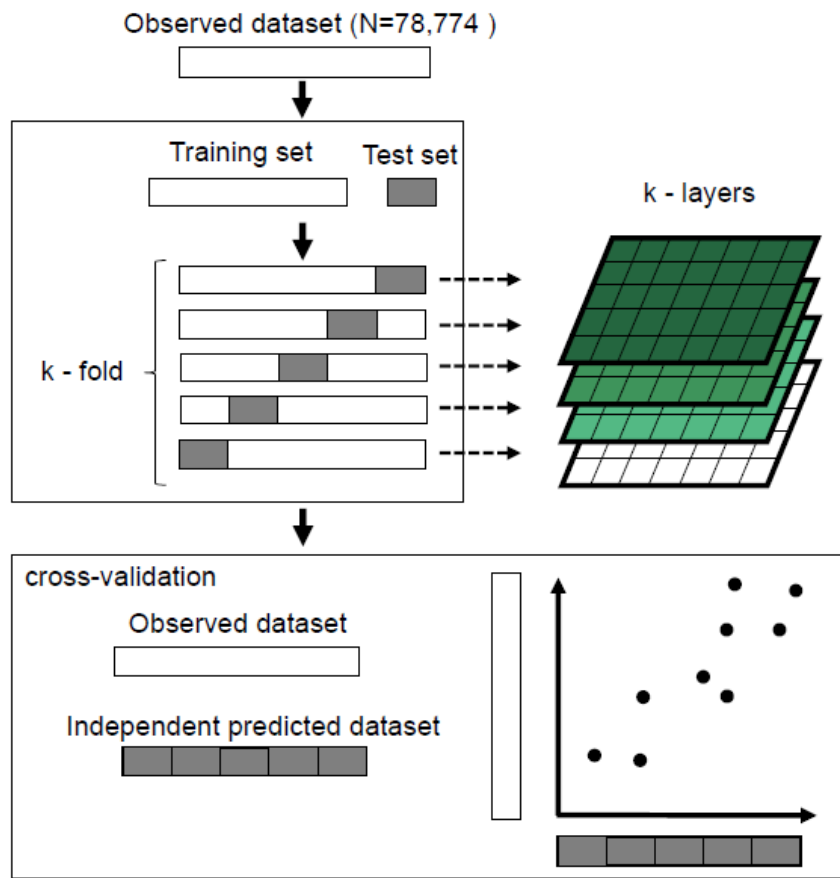 Observed dataset (N=78,774 )
Training set
Test set
k - layers
k - fold
cross-validation
Observed dataset
Independent predicted dataset